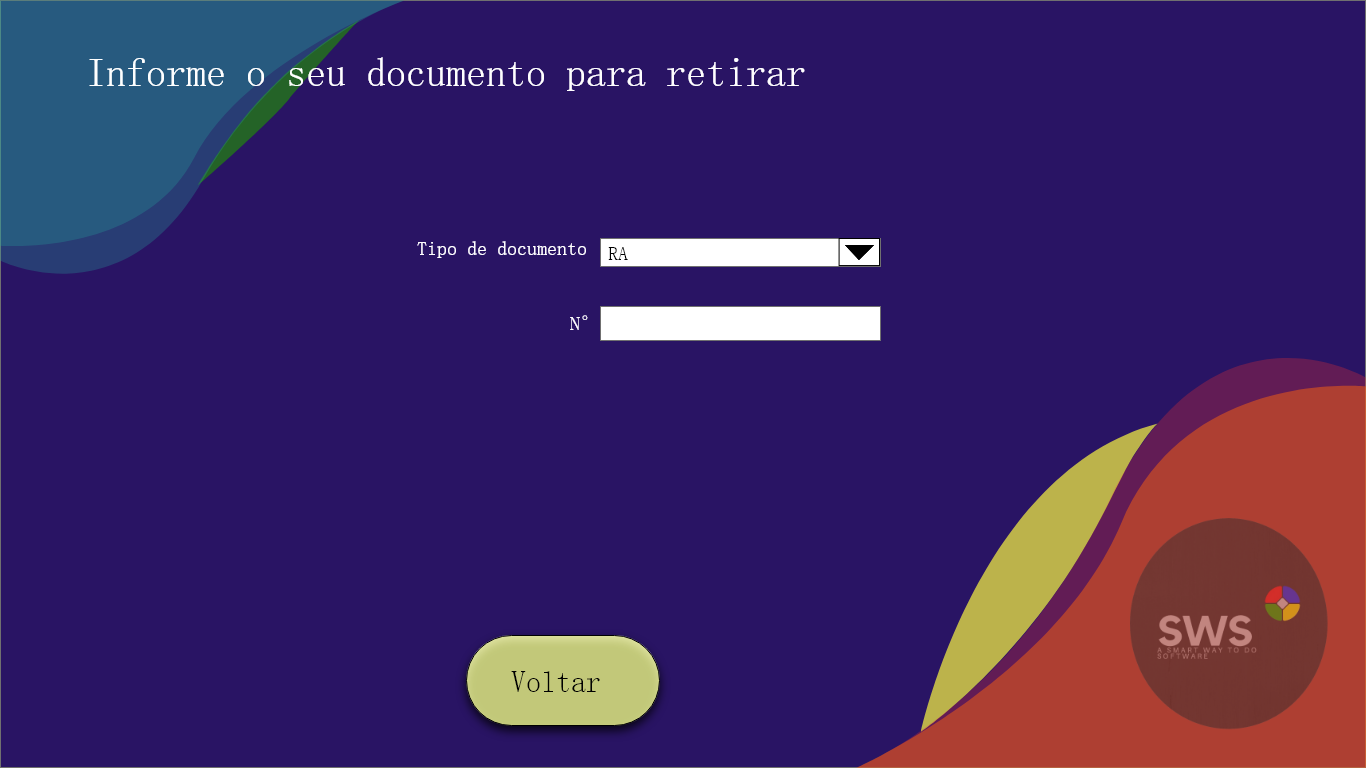 Informe o seu documento para retirar
Tipo de documento
RA
N°
Voltar
SWS
A SMART WAY TO DO
SOFTWARE